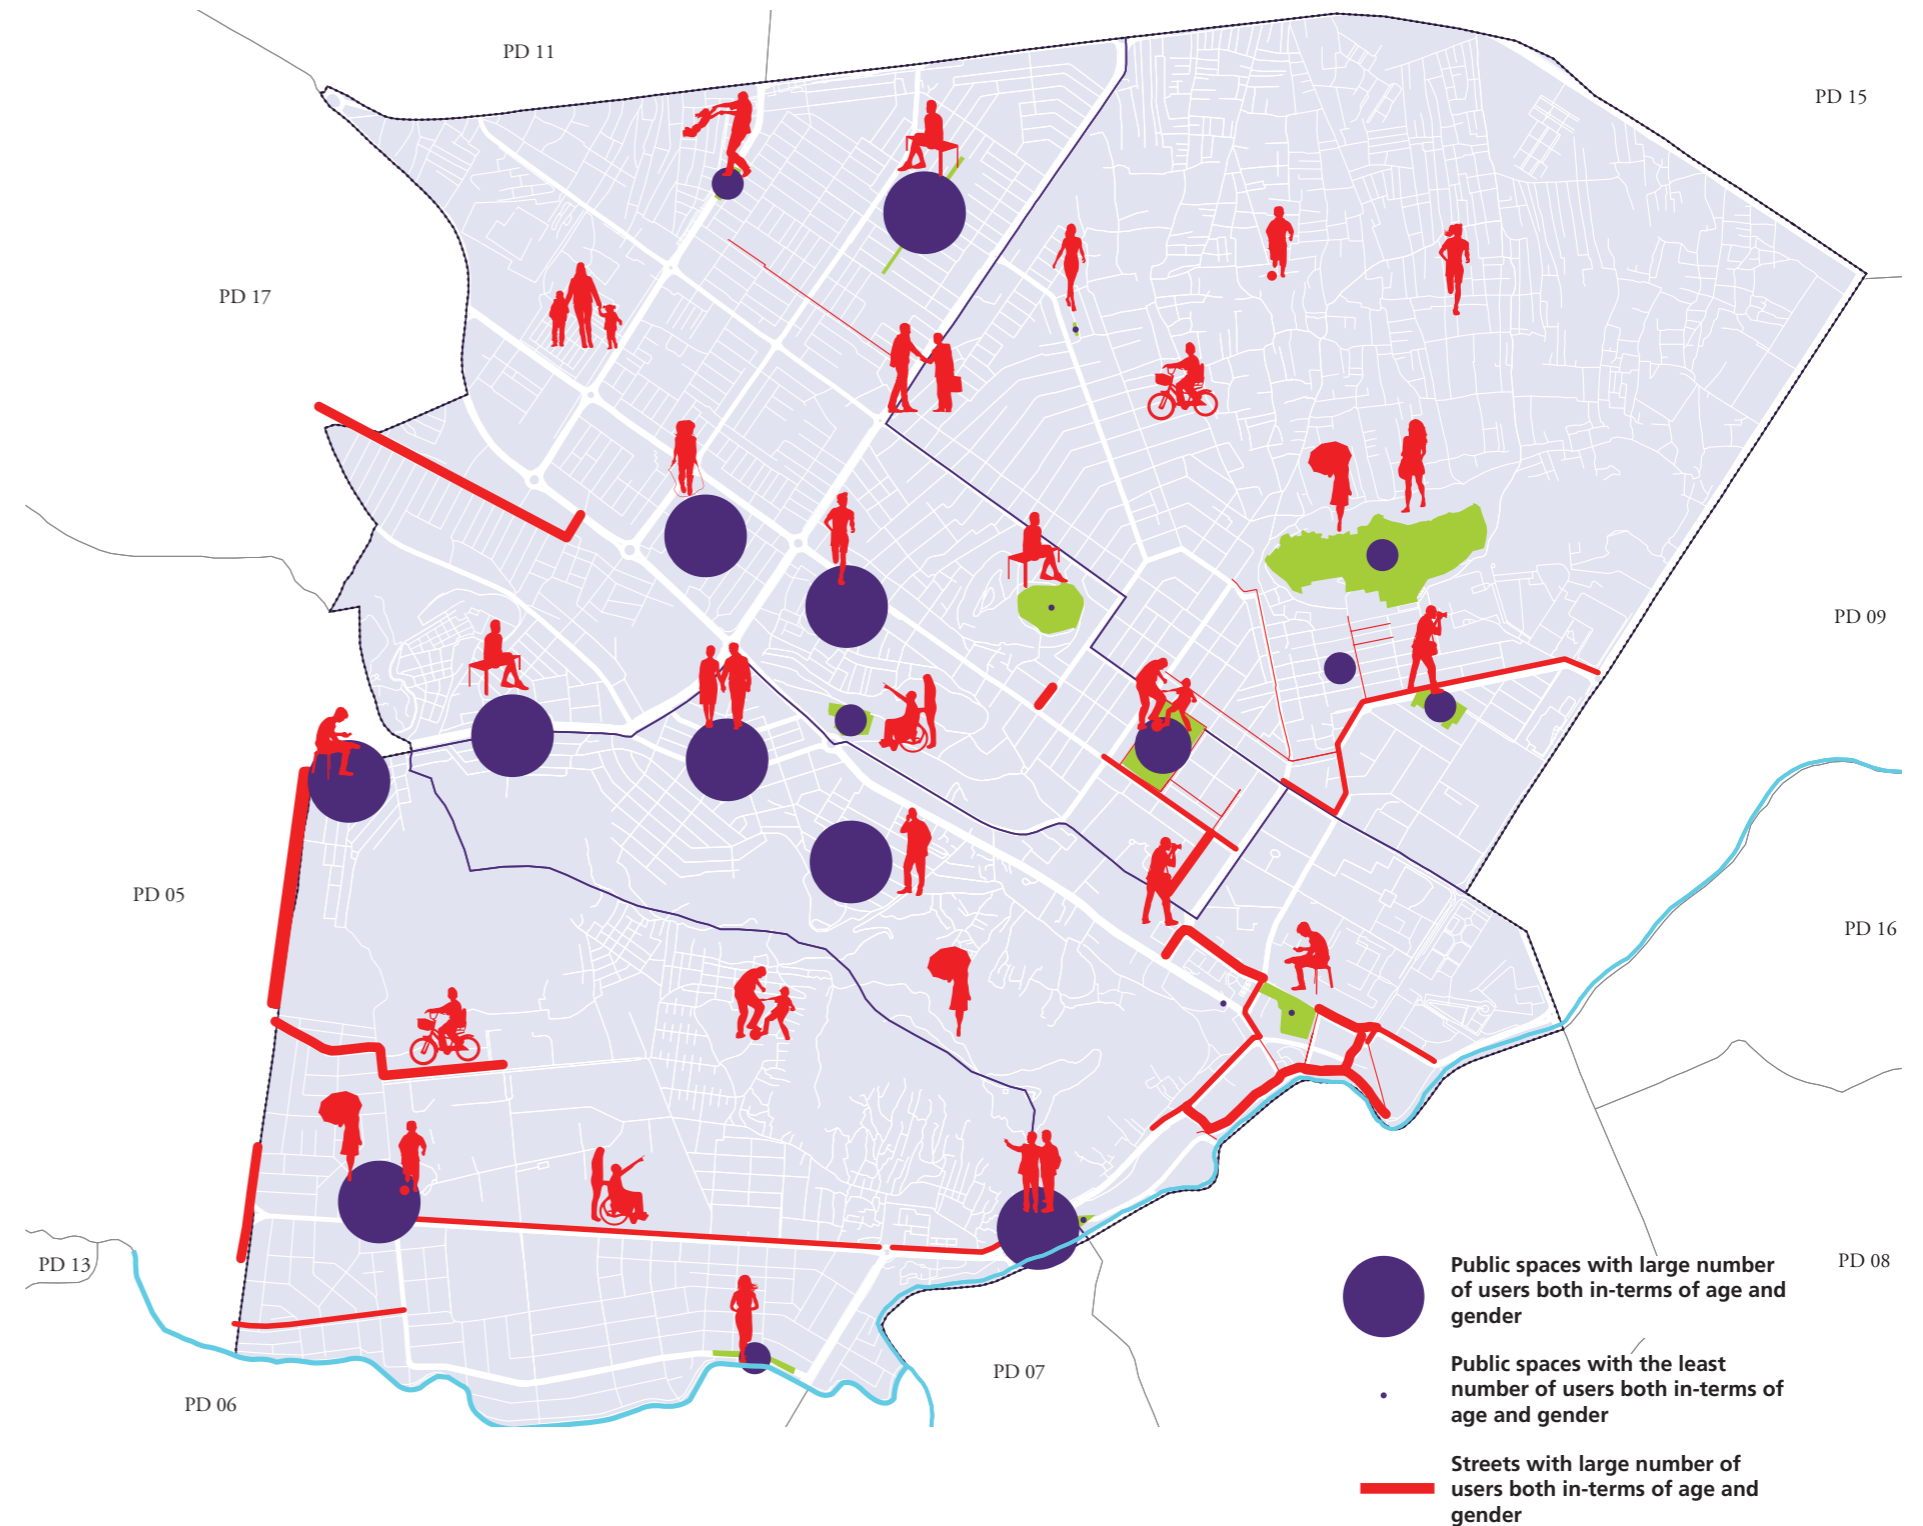 PD 11
PD 15
PD 17
PD 09
PD 05
PD 16
PD 13
PD 08
PD 07
PD 06
Public spaces with large number
of users both in-terms of age and
gender
Public spaces with the least
number of users both in-terms of
age and gender
Streets with large number of
users both in-terms of age and
gender